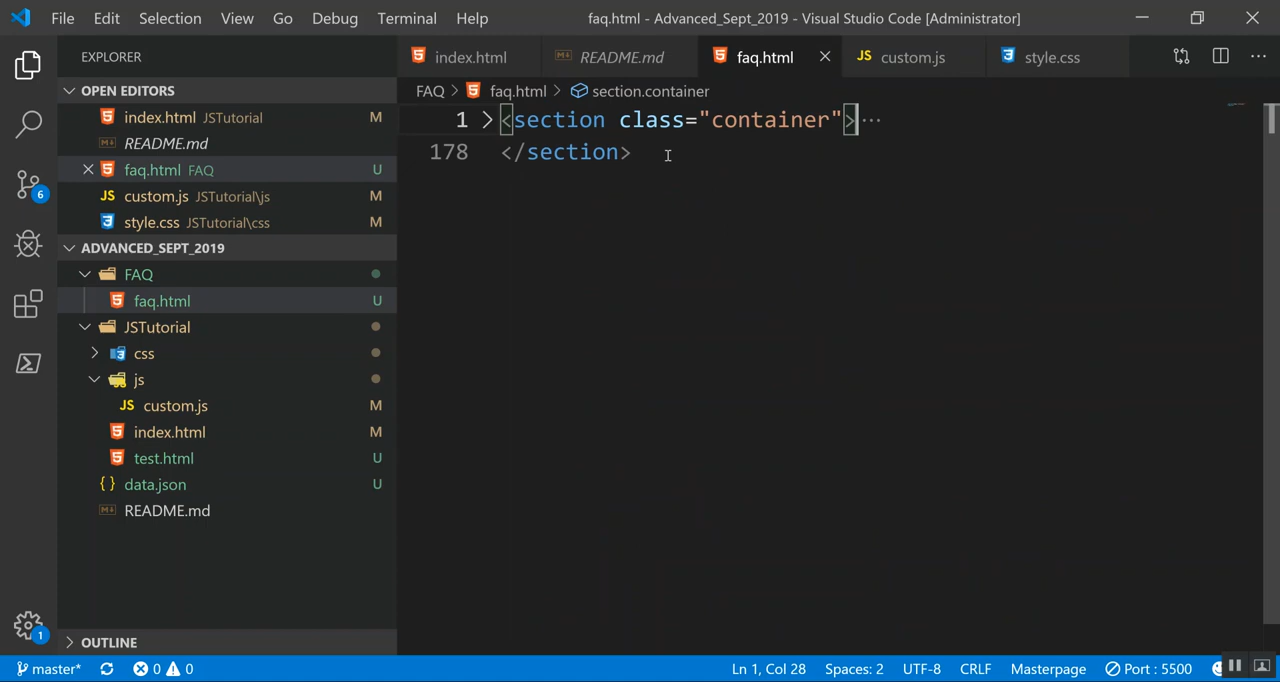 File Edit Selection View Go Debug Terminal Help faq.html - Advanced_Sept_2019 - Visual Studio Code [Administrator]
EXPLORER
index.html README.md faq.html custom.js style.css
OPEN EDITORS
index.html JSTutorial M
README.md
faq.html FAQ U
custom.js JSTutorial\js M
style.css JSTutorial\css M
ADVANCED_SEPT_2019
FAQ
faq.html U
JSTutorial
css
js
JS custom.js M
index.html M
test.html U
{ } data.json U
README.md
OUTLINE
FAQ > faq.html > section.container
1 <section class="container">…
178 </section>
6
1
master* 0 0 Ln 1, Col 28 Spaces: 2 UTF-8 CRLF Masterpage Port : 5500